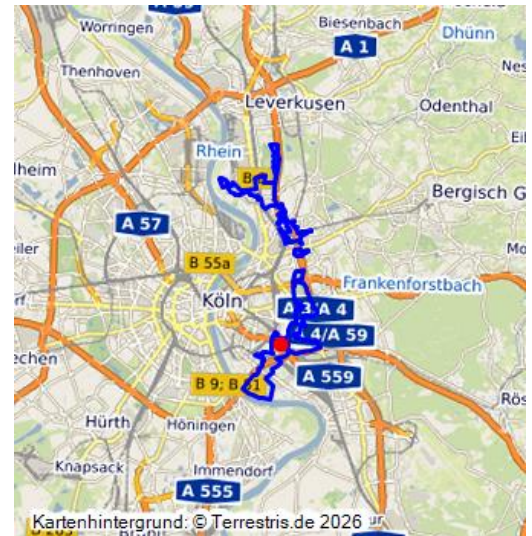 Worringen
Biesenbach
Dhünn
A 1
Thenhoven
Leverkusen
Odenthal
Rhein
Bergisch G
A 57
B 55a
Köln
Frankenforstbach
A 3/A 4
4/A 59
A 559
B 9; B 51
Hürth
Höningen
Knapsack
Immendorf
A 555
Kartenhintergrund: © Terrestris.de 2026